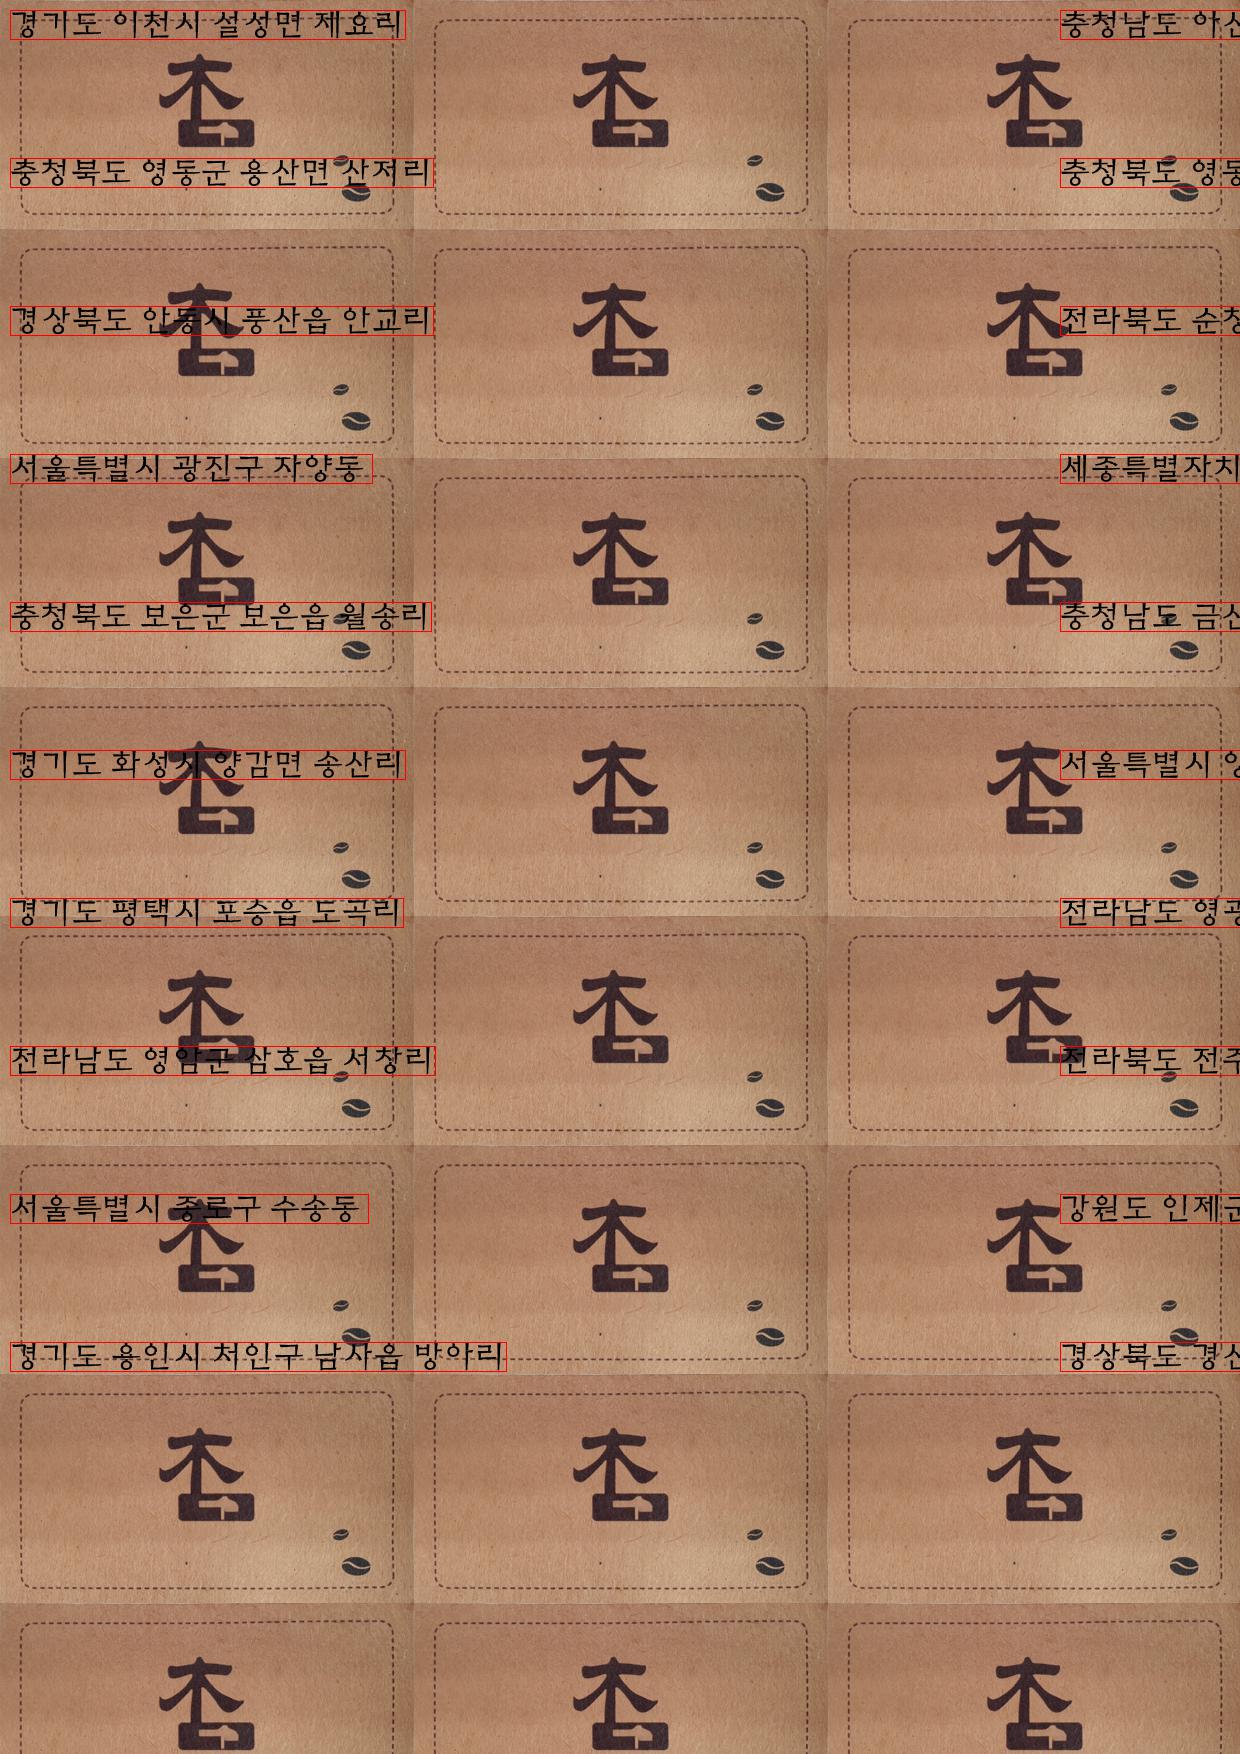 경기도 이천시 설성면 제요리
충청남도
충청북도 영동군 용산면 산저리
충청북도 영동
경상북도 안동시 풍산읍 안교리
전라북도 순창
서울특별시 광진구 자양동
세종특별자치
충청북도 보은군 보은읍 월송리
충청남도 금산
경기도 화성시 양감면 송산리
서울특별시
경기도 평택시 포승읍 도곡리
전라남도 영광
전라남도 영암군 삼호읍 서창리
전라북도 전주
서울특별시 종로구 수송동
강원도 인제군
경기도 용인시 처인구 남사읍 방아리
경상북도 경산